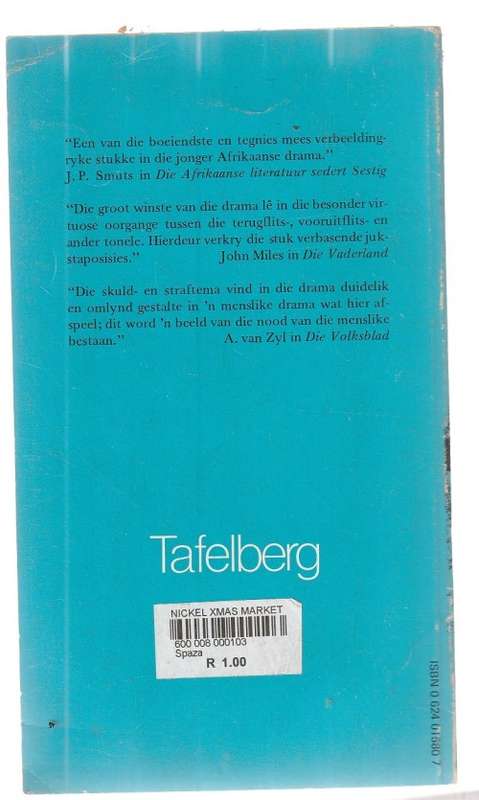 “Een van die boeiendste en tegnies mees verbeelding-
ryke stukke in die jonger Afrikaanse drama.”
J.P. Smuts in Die Afrikaanse literatuur sedert Sestig
“Die groot winste van die drama lê in die besonder vir-
tuose oorgange tussen die terugflits-, vooruitflits- en
ander tonele. Hierdeur verkry die stuk verbasende juk-
staposisies.” John Miles in Die Vaderland
“Die skuld- en straftema vind in die drama duidelik
en omlynd gestalte in 'n menslike drama wat hier af-
speel; dit word 'n beeld van die nood van die menslike
bestaan.” A. van Zyl in Die Volksblad
Tafelberg
NICKEL XMAS MARKET
600 008 000103
Spaza
R 1.00
ISBN 0 624 01680 7